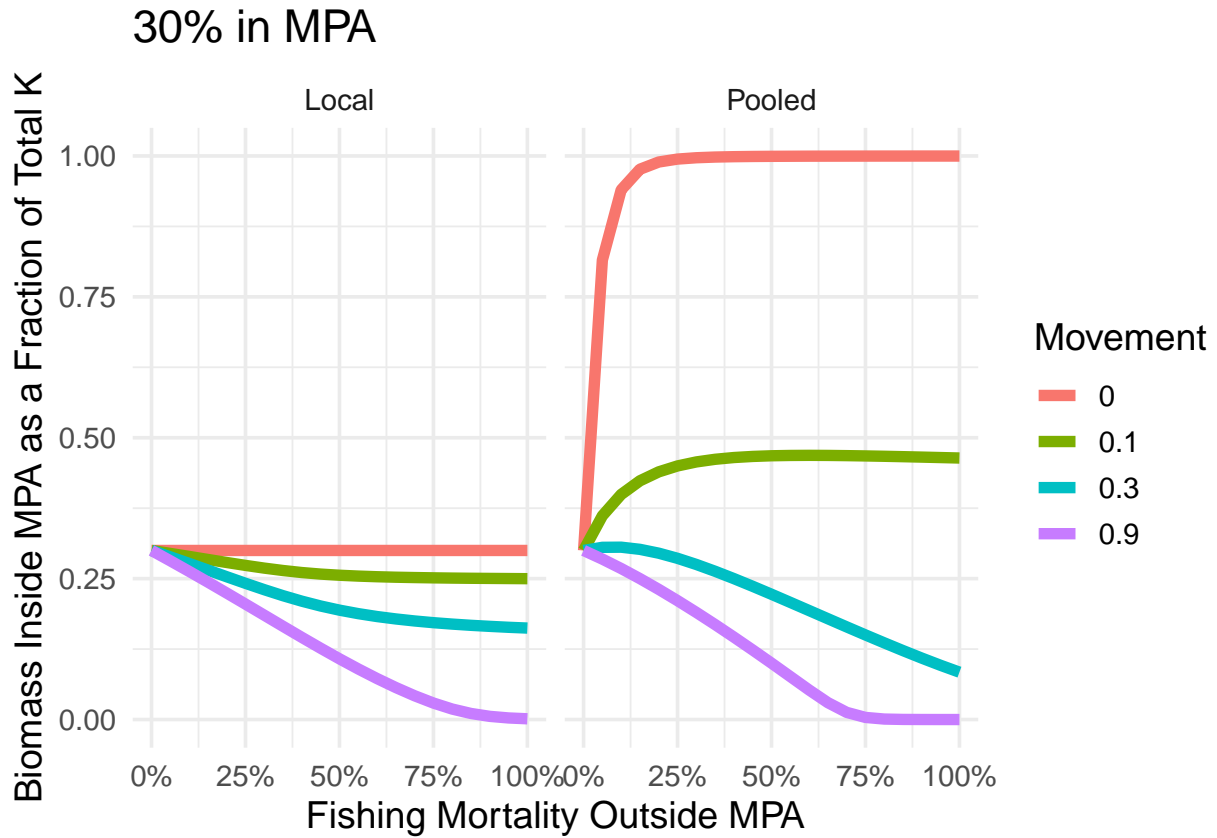 30% in MPA
Local
Pooled
Biomass Inside MPA as a Fraction of Total K
1.00
0.75
0.50
0.25
0.00
0% 25% 50% 75% 100%
0% 25% 50% 75% 100%
Fishing Mortality Outside MPA
Movement
0
0.1
0.3
0.9